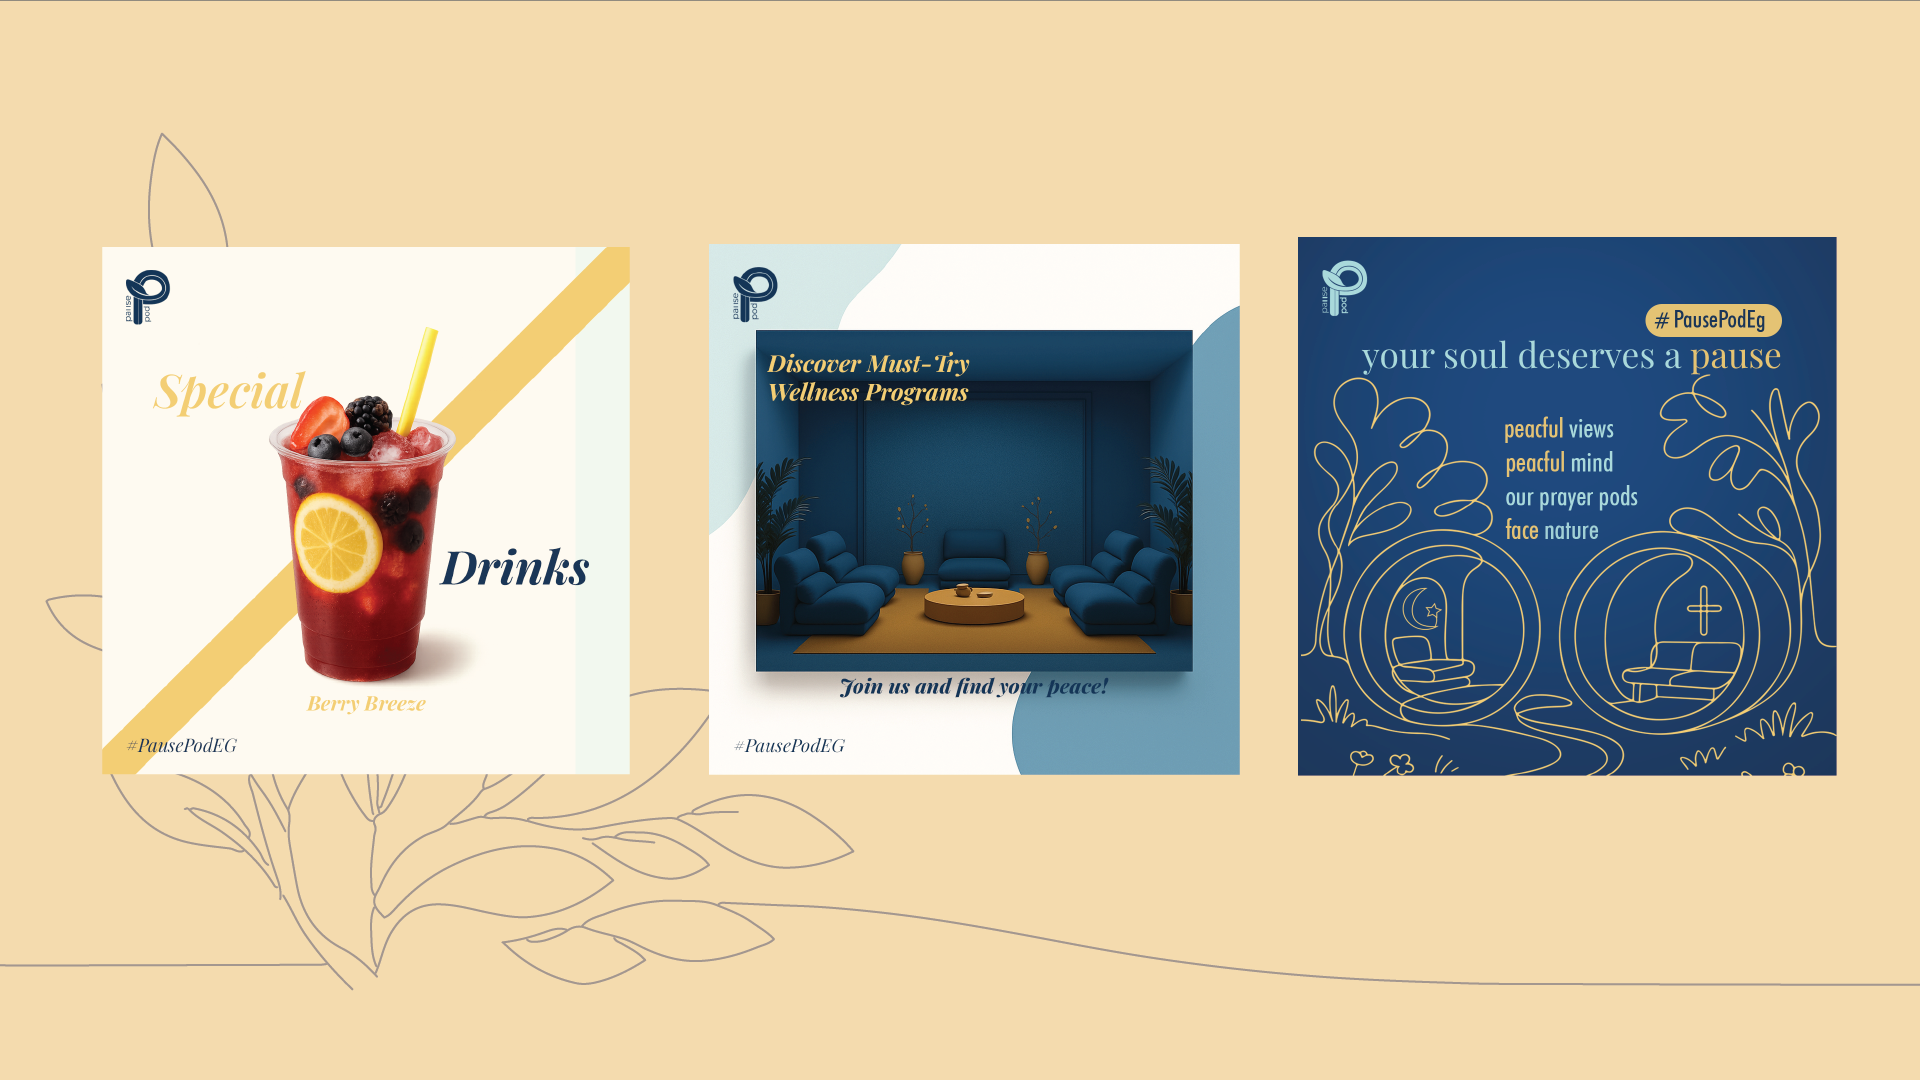 pause
pod
Special
Drinks
Berry Breeze
#PausePodEG
pause
pod
Discover Must-Try
Wellness Programs
Join us and find your peace!
#PausePodEG
pause
pod
# PausePodEg
your soul deserves a pause
peacful views
peacful mind
our prayer pods
face nature